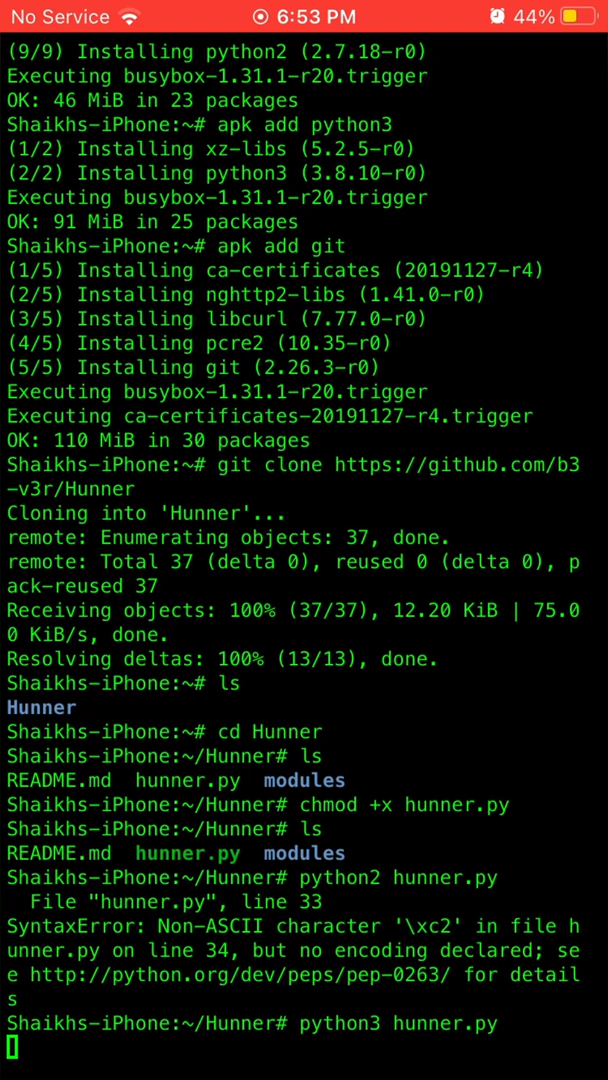 No Service 6:53 PM 44%
(9/9) Installing python2 (2.7.18-r0)
Executing busybox-1.31.1-r20.trigger
OK: 46 MiB in 23 packages
Shaikhs-iPhone:~# apk add python3
(1/2) Installing xz-libs (5.2.5-r0)
(2/2) Installing python3 (3.8.10-r0)
Executing busybox-1.31.1-r20.trigger
OK: 91 MiB in 25 packages
Shaikhs-iPhone:~# apk add git
(1/5) Installing ca-certificates (20191127-r4)
(2/5) Installing nghttp2-libs (1.41.0-r0)
(3/5) Installing libcurl (7.77.0-r0)
(4/5) Installing pcre2 (10.35-r0)
(5/5) Installing git (2.26.3-r0)
Executing busybox-1.31.1-r20.trigger
Executing ca-certificates-20191127-r4.trigger
OK: 110 MiB in 30 packages
Shaikhs-iPhone:~# git clone https://github.com/b3
-v3r/Hunner
Cloning into 'Hunner'...
remote: Enumerating objects: 37, done.
remote: Total 37 (delta 0), reused 0 (delta 0), p
ack-reused 37
Receiving objects: 100% (37/37), 12.20 KiB | 75.0
0 KiB/s, done.
Resolving deltas: 100% (13/13), done.
Shaikhs-iPhone:~# ls
Hunner
Shaikhs-iPhone:~# cd Hunner
Shaikhs-iPhone:~/Hunner# ls
README.md hunner.py modules
Shaikhs-iPhone:~/Hunner# chmod +x hunner.py
Shaikhs-iPhone:~/Hunner# ls
README.md hunner.py modules
Shaikhs-iPhone:~/Hunner# python2 hunner.py
File "hunner.py", line 33
SyntaxError: Non-ASCII character '\xc2' in file h
unner.py on line 34, but no encoding declared; se
e http://python.org/dev/peps/pep-0263/ for detail
s
Shaikhs-iPhone:~/Hunner# python3 hunner.py